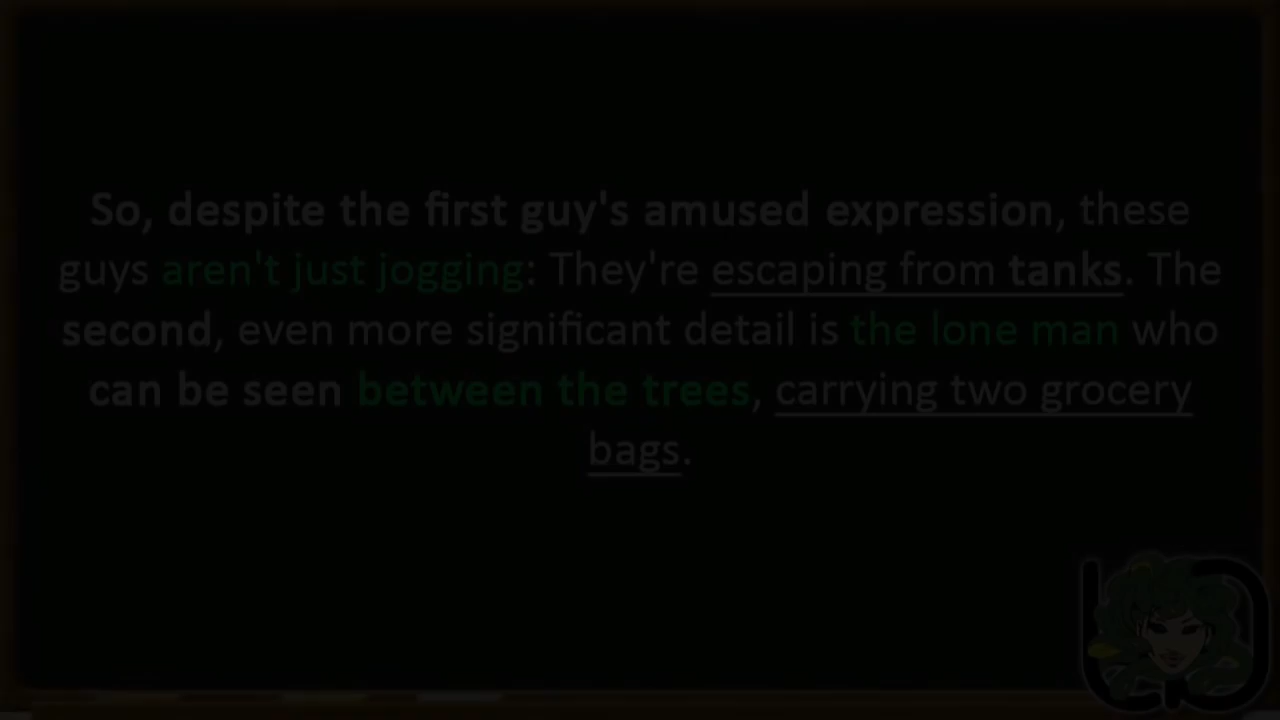 So, despite the first guy's amused expression, these
guys aren't just jogging: They're escaping from tanks. The
second, even more significant detail is the lone man who
can be seen between the trees, carrying two grocery
bags.